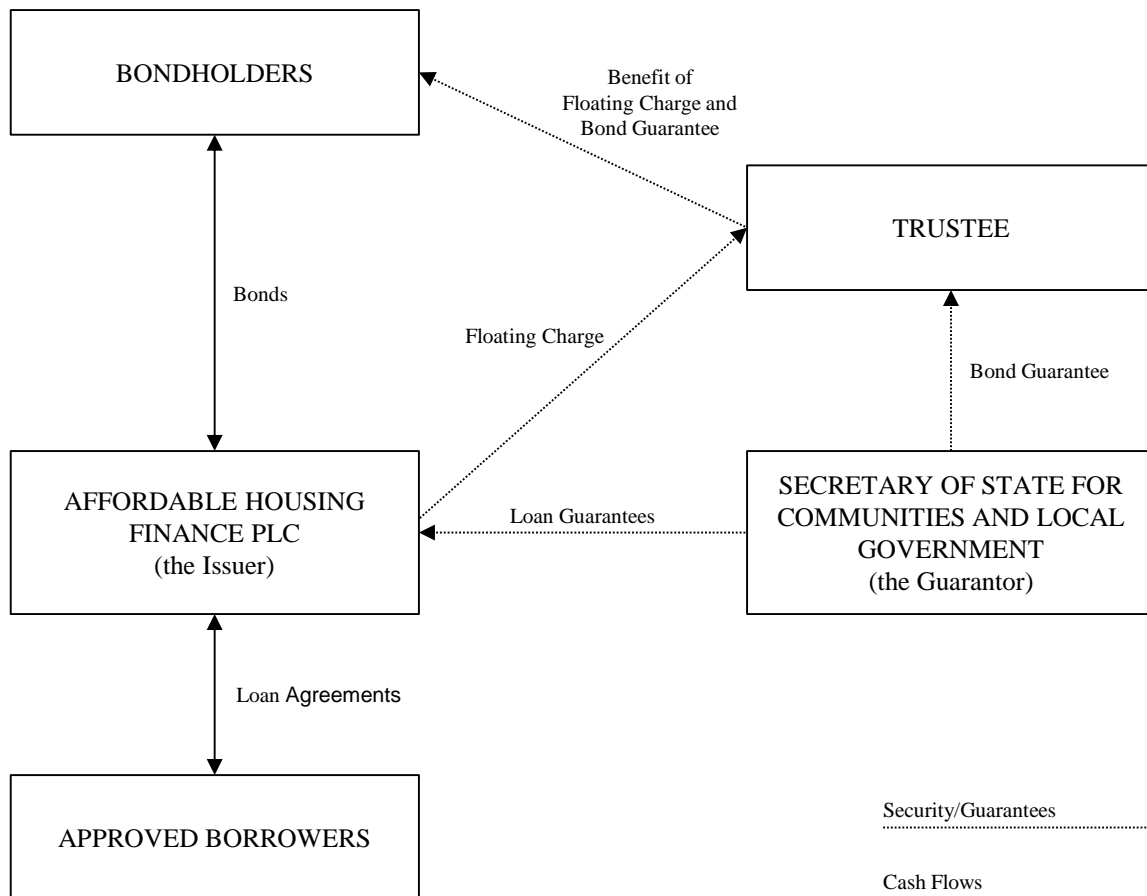 BONDHOLDERS
Benefit of
Floating Charge and
Bond Guarantee
TRUSTEE
Bonds
Floating Charge
Bond Guarantee
AFFORDABLE HOUSING
FINANCE PLC
(the Issuer)
Loan Guarantees
SECRETARY OF STATE FOR
COMMUNITIES AND LOCAL
GOVERNMENT
(the Guarantor)
Loan Agreements
APPROVED BORROWERS
Security/Guarantees
Cash Flows